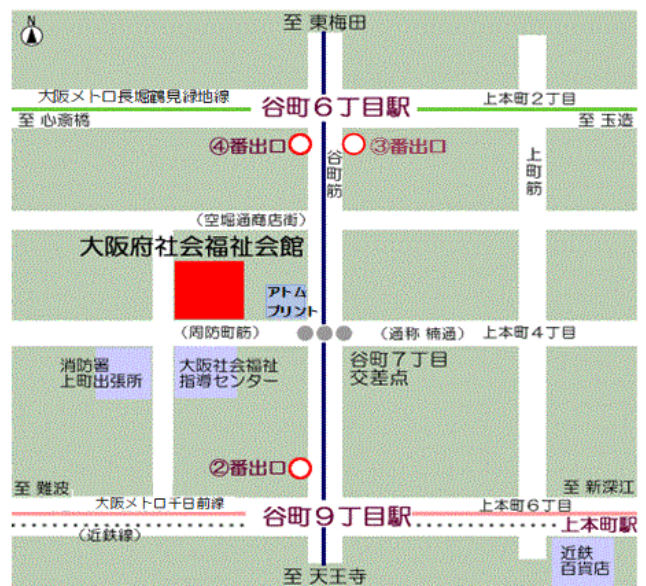 N
至 東梅田
大阪メトロ長堀鶴見緑地線
谷町6丁目駅
上本町2丁目
至 心斎橋
至 玉造
④番出口
③番出口
谷町筋
上町筋
(空堀通商店街)
大阪府社会福祉会館
アトム
プリント
(周防町筋)
(通称 楠通)
上本町4丁目
消防署
上町出張所
大阪社会福祉
指導センター
谷町7丁目
交差点
②番出口
至 難波
至 新深江
大阪メトロ千日前線
谷町9丁目駅
上本町6丁目
上本町駅
(近鉄線)
近鉄
百貨店
至 天王寺